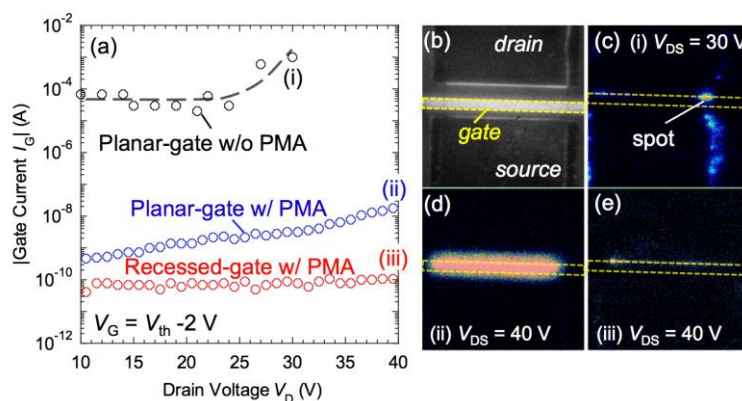 (a)
(i)
Planar-gate w/o PMA
(ii)
Planar-gate w/ PMA
Recessed-gate w/ PMA
(iii)
V_G = V_th -2 V
|Gate Current I_G| (A)
10^-2
10^-4
10^-6
10^-8
10^-10
10^-12
10 15 20 25 30 35 40
Drain Voltage V_D (V)
(b)
drain
gate
source
(c) (i) V_DS = 30 V
spot
(d)
(ii) V_DS = 40 V
(e)
(iii) V_DS = 40 V